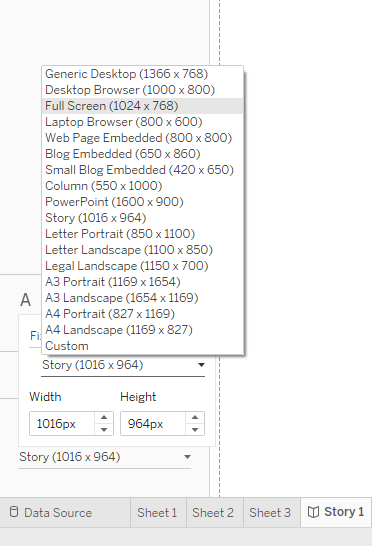 Generic Desktop (1366 x 768)
Desktop Browser (1000 x 800)
Full Screen (1024 x 768)
Laptop Browser (800 x 600)
Web Page Embedded (800 x 800)
Blog Embedded (650 x 860)
Small Blog Embedded (420 x 650)
Column (550 x 1000)
PowerPoint (1600 x 900)
Story (1016 x 964)
Letter Portrait (850 x 1100)
Letter Landscape (1100 x 850)
Legal Landscape (1150 x 700)
A3 Portrait (1169 x 1654)
A3 Landscape (1654 x 1169)
A4 Portrait (827 x 1169)
A4 Landscape (1169 x 827)
Custom
A
Story (1016 x 964)
Width Height
1016px 964px
Story (1016 x 964)
Data Source Sheet 1 Sheet 2 Sheet 3 Story 1